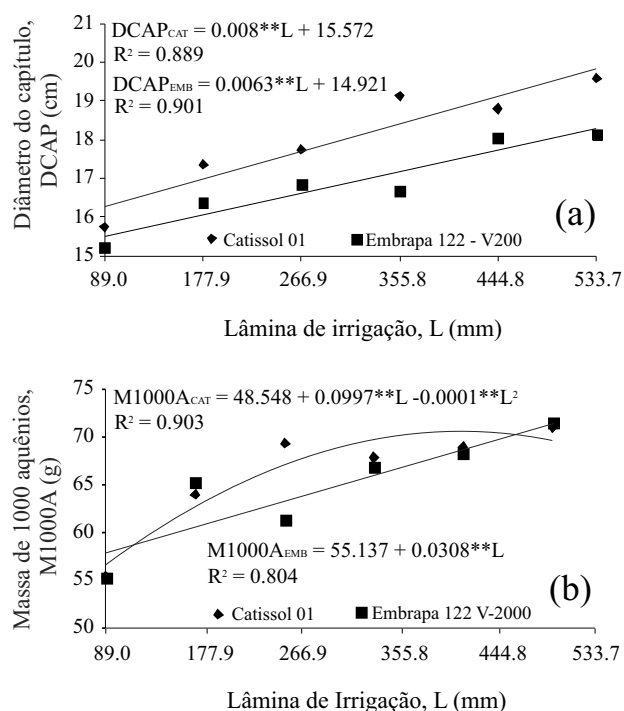 21
20
19
18
17
16
15
Diâmetro do capítulo,
DCAP (cm)
DCAPCAT = 0.008**L + 15.572
R² = 0.889
DCAPEMB = 0.0063**L + 14.921
R² = 0.901
(a)
Catissol 01
Embrapa 122 - V200
89.0 177.9 266.9 355.8 444.8 533.7
Lâmina de irrigação, L (mm)
75
70
65
60
55
50
Massa de 1000 aquênios,
M1000A (g)
M1000ACAT = 48.548 + 0.0997**L -0.0001**L²
R² = 0.903
M1000AEMB = 55.137 + 0.0308**L
R² = 0.804
(b)
Catissol 01
Embrapa 122 V-2000
89.0 177.9 266.9 355.8 444.8 533.7
Lâmina de Irrigação, L (mm)